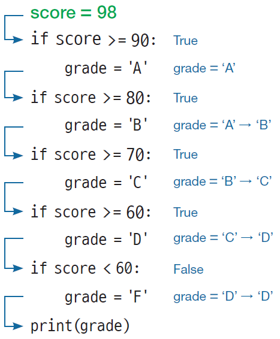 score = 98
if score >= 90: True
grade = 'A' grade = ‘A’
if score >= 80: True
grade = 'B' grade = ‘A’ → ‘B’
if score >= 70: True
grade = 'C' grade = ‘B’ → ‘C’
if score >= 60: True
grade = 'D' grade = ‘C’ → ‘D’
if score < 60: False
grade = 'F' grade = ‘D’ → ‘D’
print(grade)